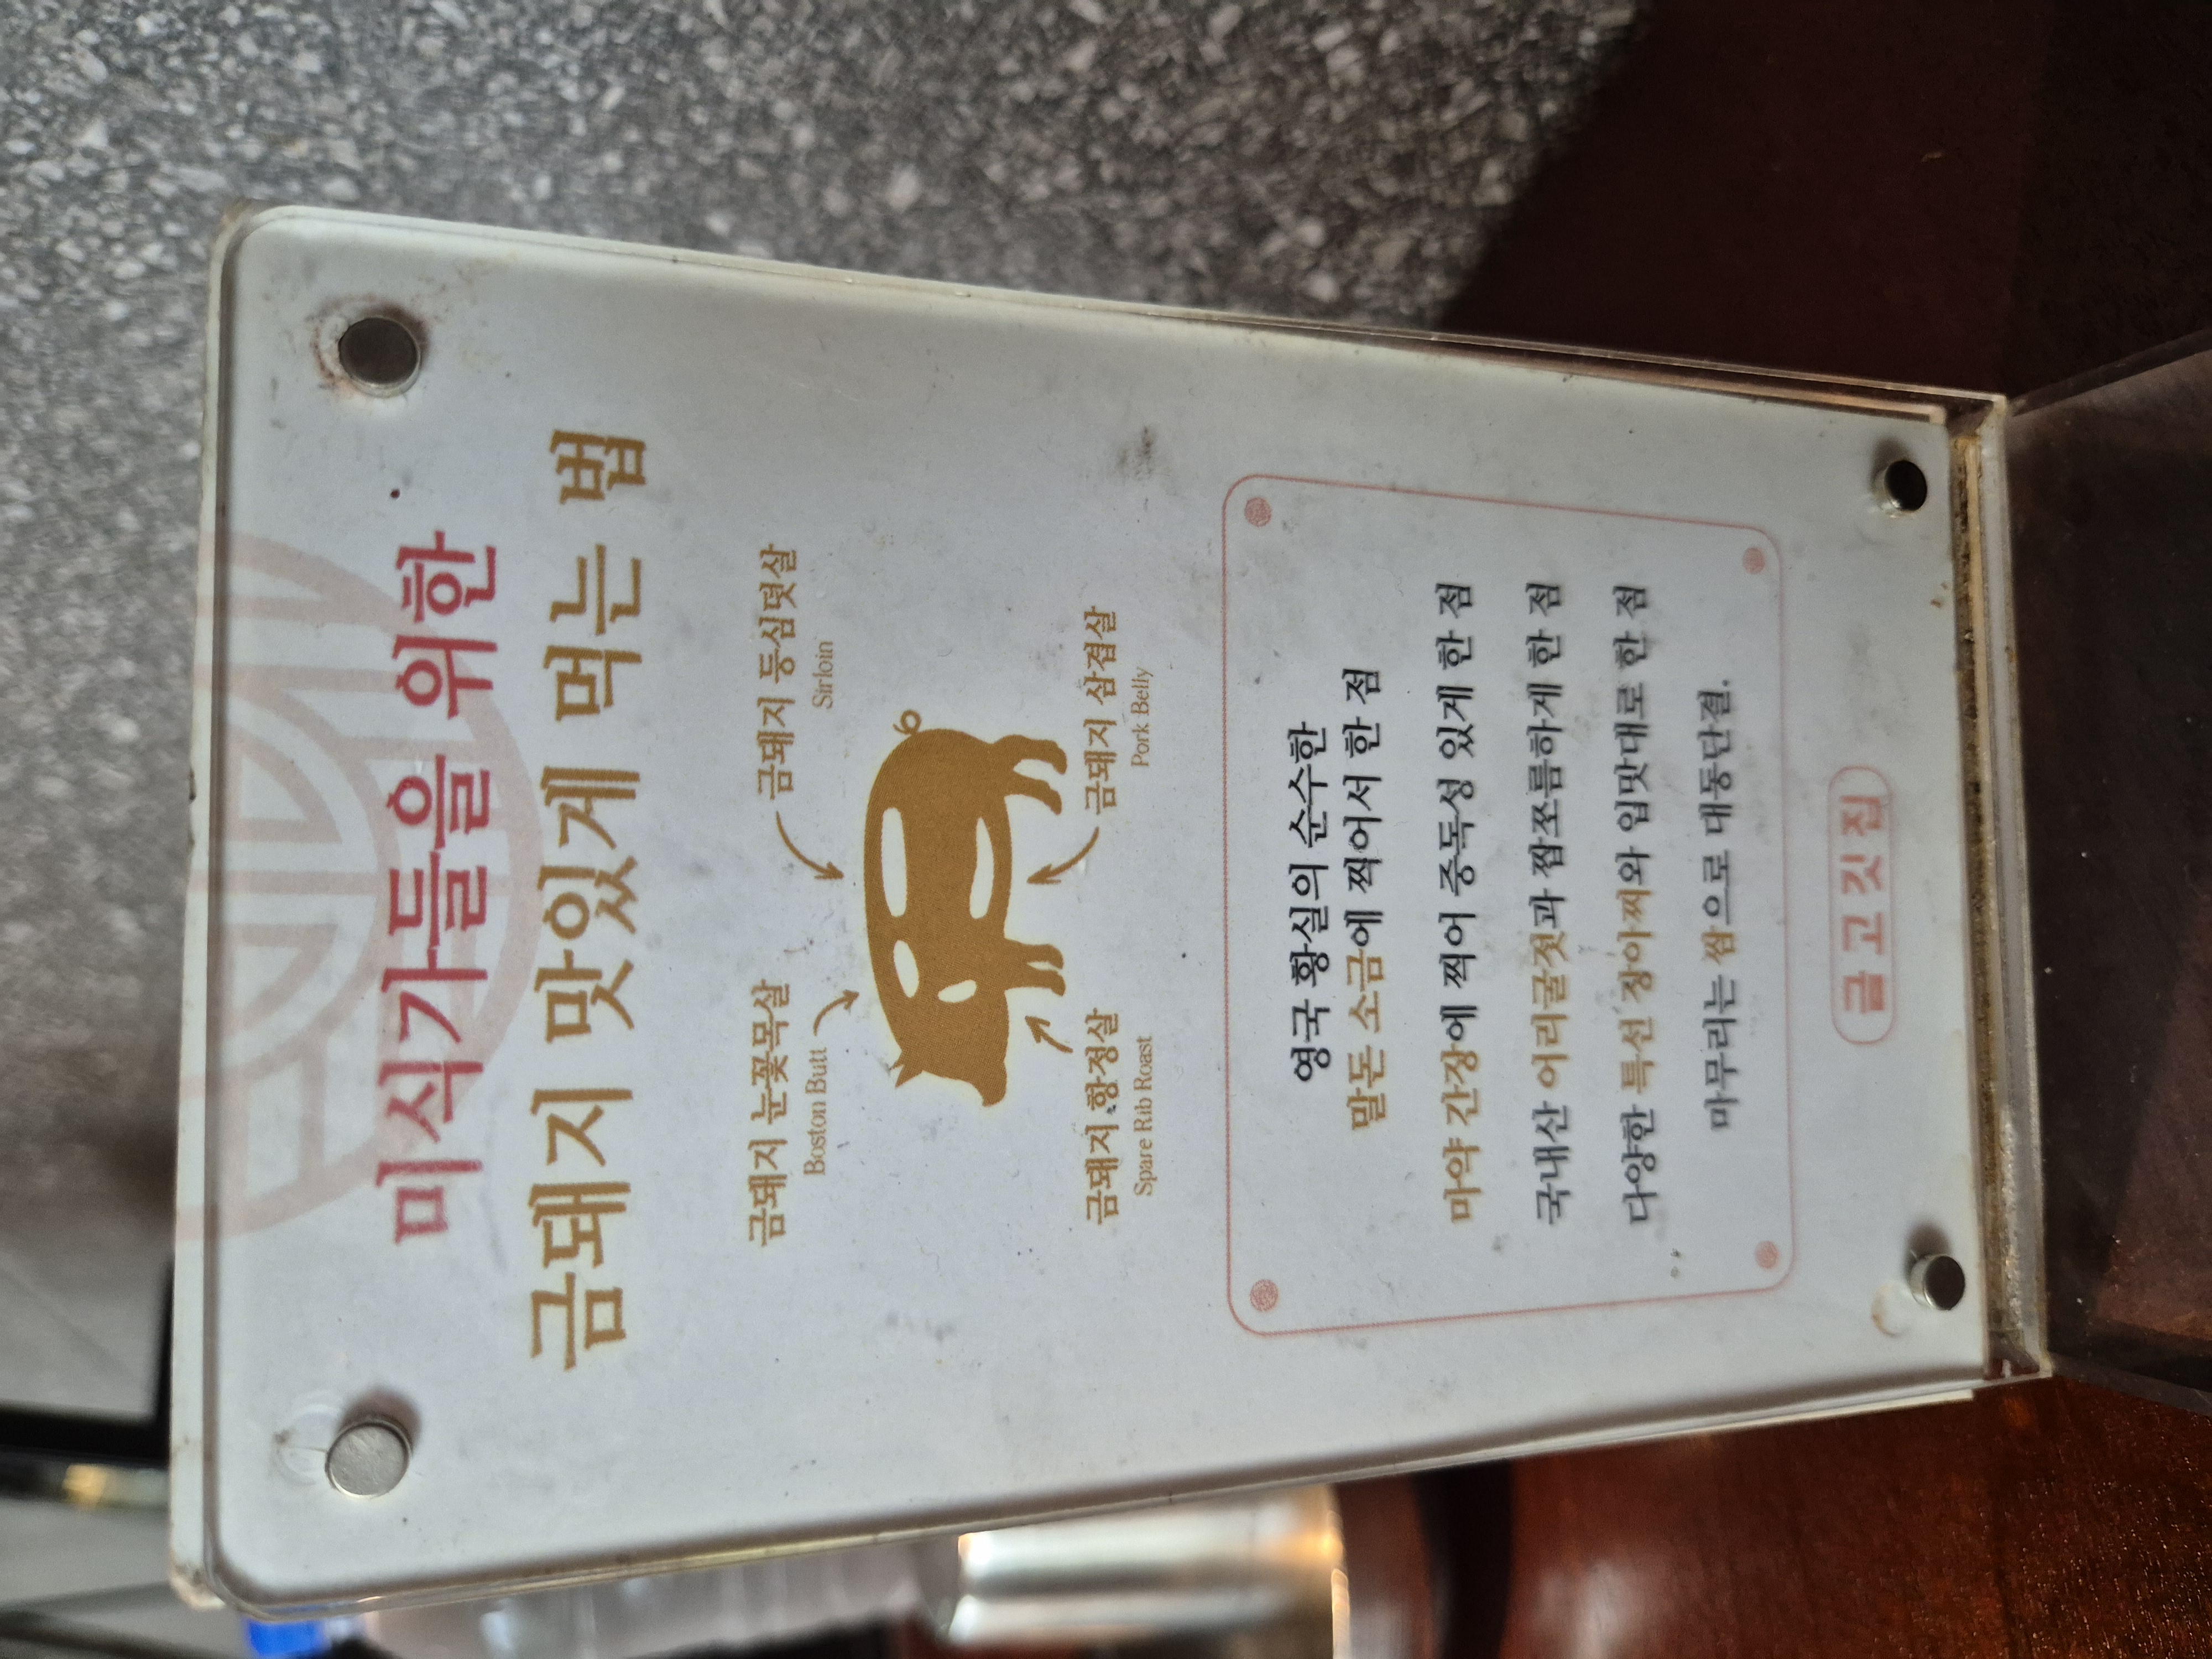 미식가들을 위한
금돼지 맛있게 먹는 법
금돼지 눈꽃목살
Boston Butt
금돼지 등심덧살
Sirloin
금돼지 항정살
Spare Rib Roast
금돼지 삼겹살
Pork Belly
영국 황실의 순수한
말돈 소금에 찍어서 한 점
마약 간장에 찍어 중독성 있게 한 점
국내산 어리굴젓과 짭쪼름하게 한 점
다양한 특선 장아찌와 입맛대로 한 점
마무리는 쌈으로 대동단결.
금고깃집